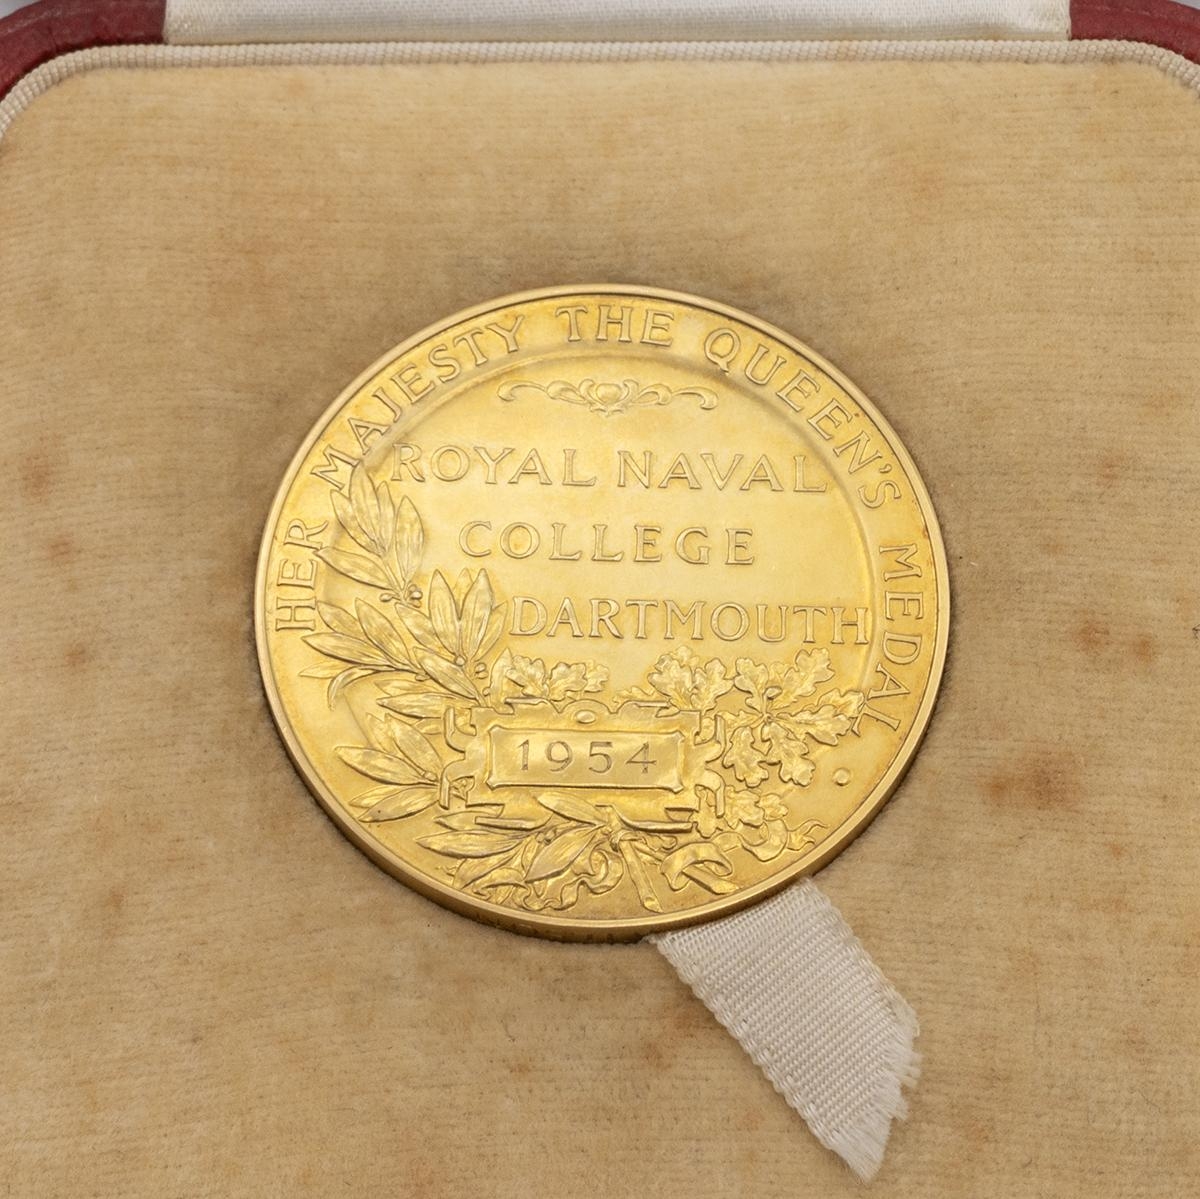 HER MAJESTY THE QUEEN'S MEDAL
ROYAL NAVAL
COLLEGE
DARTMOUTH
1954